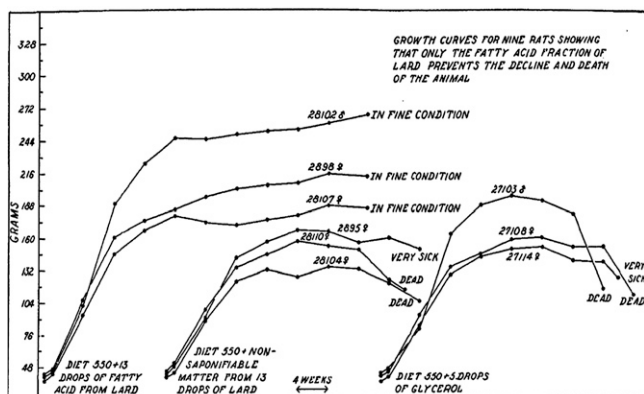 GROWTH CURVES FOR NINE RATS SHOWING
THAT ONLY THE FATTY ACID FRACTION OF
LARD PREVENTS THE DECLINE AND DEATH
OF THE ANIMAL
GRAMS
328
300
272
244
216
188
160
132
104
76
48
28102♂
IN FINE CONDITION
2898♀
IN FINE CONDITION
28107♀
IN FINE CONDITION
2895♀
28110♀
28104♀
VERY SICK
DEAD
DEAD
27103♂
27108♀
27114♀
VERY
SICK
DEAD
DEAD
DIET 550+13
DROPS OF FATTY
ACID FROM LARD
DIET 550+NON-
SAPONIFIABLE
MATTER FROM 13
DROPS OF LARD
4 WEEKS
DIET 550+5 DROPS
OF GLYCEROL